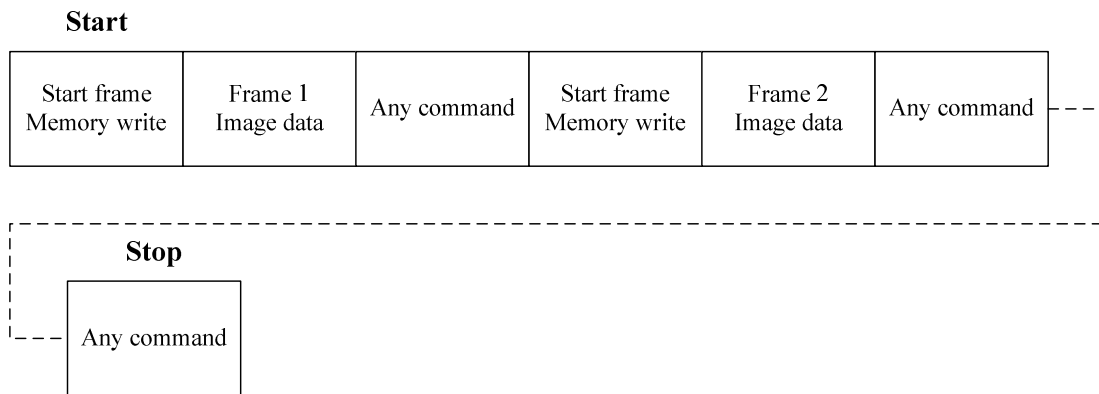 Start
Start frame
Memory write
Frame 1
Image data
Any command
Start frame
Memory write
Frame 2
Image data
Any command
Stop
Any command